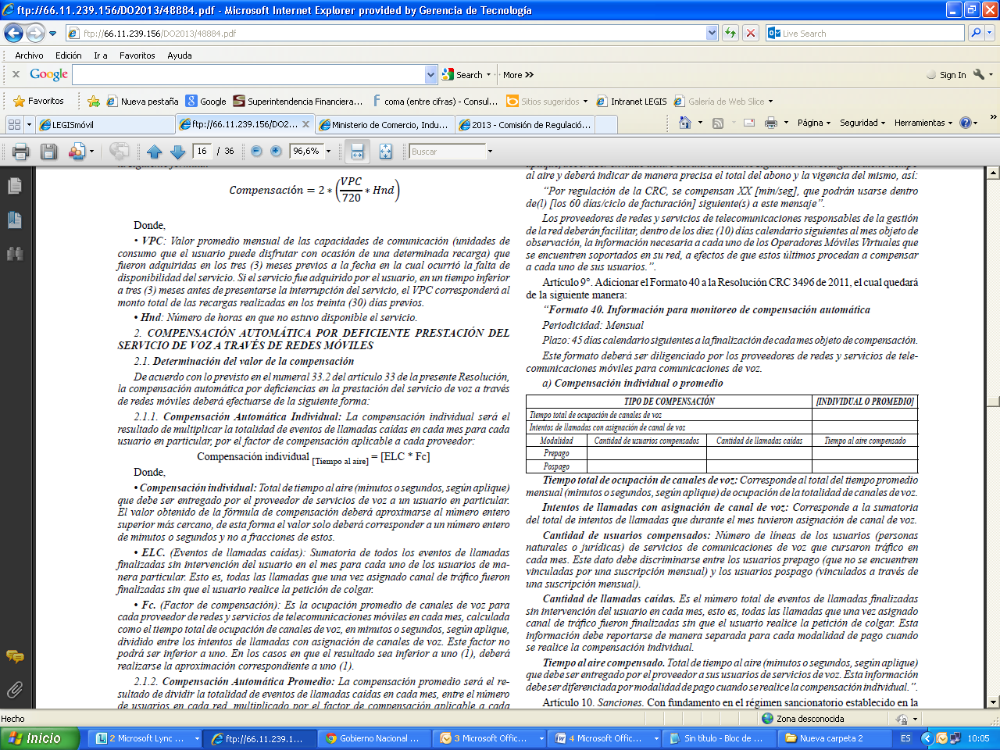 ftp://66.11.239.156/DO2013/48884.pdf - Microsoft Internet Explorer provided by Gerencia de Tecnología
ftp://66.11.239.156/DO2013/48884.pdf
Live Search
Archivo Edición Ir a Favoritos Ayuda
x Google Search More >> Sign In
Favoritos Nueva pestaña Google Superintendencia Financiera... coma (entre cifras) - Consul... Sitios sugeridos Intranet LEGIS Galería de Web Slice
LEGISmóvil ftp://66.11.239.156/DO2... Ministerio de Comercio, Indu... 2013 - Comisión de Regulació... Página Seguridad Herramientas
16 / 36 96,6% Buscar
Compensación = 2 * (VPC/720 * Hnd)
Donde,
• VPC: Valor promedio mensual de las capacidades de comunicación (unidades de
consumo que el usuario puede disfrutar con ocasión de una determinada recarga) que
fueron adquiridas en los tres (3) meses previos a la fecha en la cual ocurrió la falta de
disponibilidad del servicio. Si el servicio fue adquirido por el usuario, en un tiempo inferior
a tres (3) meses antes de presentarse la interrupción del servicio, el VPC corresponderá al
monto total de las recargas realizadas en los treinta (30) días previos.
• Hnd: Número de horas en que no estuvo disponible el servicio.
2. COMPENSACIÓN AUTOMÁTICA POR DEFICIENTE PRESTACIÓN DEL
SERVICIO DE VOZ A TRAVÉS DE REDES MÓVILES
2.1. Determinación del valor de la compensación
De acuerdo con lo previsto en el numeral 33.2 del artículo 33 de la presente Resolución,
la compensación automática por deficiencias en la prestación del servicio de voz a través
de redes móviles deberá efectuarse de la siguiente forma:
2.1.1. Compensación Automática Individual: La compensación individual será el
resultado de multiplicar la totalidad de eventos de llamadas caídas en cada mes para cada
usuario en particular, por el factor de compensación aplicable a cada proveedor:
Compensación individual [Tiempo al aire] = [ELC * Fc]
Donde,
• Compensación individual: Total de tiempo al aire (minutos o segundos, según aplique)
que debe ser entregado por el proveedor de servicios de voz a un usuario en particular.
El valor obtenido de la fórmula de compensación deberá aproximarse al número entero
superior más cercano, de esta forma el valor solo deberá corresponder a un número entero
de minutos o segundos y no a fracciones de estos.
• ELC. (Eventos de llamadas caídas): Sumatoria de todos los eventos de llamadas
finalizadas sin intervención del usuario en el mes para cada uno de los usuarios de ma-
nera particular. Esto es, todas las llamadas que una vez asignado canal de tráfico fueron
finalizadas sin que el usuario realice la petición de colgar.
• Fc. (Factor de compensación): Es la ocupación promedio de canales de voz para
cada proveedor de redes y servicios de telecomunicaciones móviles en cada mes, calculada
como el tiempo total de ocupación de canales de voz, en minutos o segundos, según aplique,
dividido entre los intentos de llamadas con asignación de canales de voz. Este factor no
podrá ser inferior a uno. En los casos en que el resultado sea inferior a uno (1), deberá
realizarse la aproximación correspondiente a uno (1).
2.1.2. Compensación Automática Promedio: La compensación promedio será el re-
sultado de dividir la totalidad de eventos de llamadas caídas en cada mes, entre el número
de usuarios en cada red, multiplicado por el factor de compensación aplicable a cada
al aire y deberá indicar de manera precisa el total del abono y la vigencia del mismo, así:
“Por regulación de la CRC, se compensan XX [min/seg], que podrán usarse dentro
de(l) [los 60 días/ciclo de facturación] siguiente(s) a este mensaje”.
Los proveedores de redes y servicios de telecomunicaciones responsables de la gestión
de la red deberán facilitar, dentro de los diez (10) días calendario siguientes al mes objeto de
observación, la información necesaria a cada uno de los Operadores Móviles Virtuales que
se encuentren soportados en su red, a efectos de que estos últimos procedan a compensar
a cada uno de sus usuarios.”.
Artículo 9°. Adicionar el Formato 40 a la Resolución CRC 3496 de 2011, el cual quedará
de la siguiente manera:
“Formato 40. Información para monitoreo de compensación automática
Periodicidad: Mensual
Plazo: 45 días calendario siguientes a la finalización de cada mes objeto de compensación.
Este formato deberá ser diligenciado por los proveedores de redes y servicios de tele-
comunicaciones móviles para comunicaciones de voz.
a) Compensación individual o promedio
TIPO DE COMPENSACIÓN [INDIVIDUAL O PROMEDIO]
Tiempo total de ocupación de canales de voz
Intentos de llamadas con asignación de canal de voz
Modalidad Cantidad de usuarios compensados Cantidad de llamadas caídas Tiempo al aire compensado
Prepago
Pospago
Tiempo total de ocupación de canales de voz: Corresponde al total del tiempo promedio
mensual (minutos o segundos, según aplique) de ocupación de la totalidad de canales de voz.
Intentos de llamadas con asignación de canal de voz: Corresponde a la sumatoria
del total de intentos de llamadas que durante el mes tuvieron asignación de canal de voz.
Cantidad de usuarios compensados: Número de líneas de los usuarios (personas
naturales o jurídicas) de servicios de comunicaciones de voz que cursaron tráfico en
cada mes. Este dato debe discriminarse entre los usuarios prepago (que no se encuentren
vinculadas por una suscripción mensual) y los usuarios pospago (vinculados a través de
una suscripción mensual).
Cantidad de llamadas caídas. Es el número total de eventos de llamadas finalizadas
sin intervención del usuario en cada mes, esto es, todas las llamadas que una vez asignado
canal de tráfico fueron finalizadas sin que el usuario realice la petición de colgar. Esta
información debe reportarse de manera separada para cada modalidad de pago cuando
se realice la compensación individual.
Tiempo al aire compensado. Total de tiempo al aire (minutos o segundos, según aplique)
que debe ser entregado por el proveedor a sus usuarios de servicios de voz. Esta información
debe ser diferenciada por modalidad de pago cuando se realice la compensación individual.”.
Artículo 10. Sanciones. Con fundamento en el régimen sancionatorio establecido en la
Hecho Zona desconocida
Inicio 2 Microsoft Lync ... ftp://66.11.239.1... Gobierno Nacional ... 3 Microsoft Offic... 4 Microsoft Offic... Sin título - Bloc de ... Nueva carpeta 2 ES 10:05